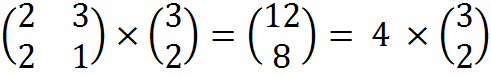 (2 3
2 1) × (3
2) = (12
8) = 4 × (3
2)